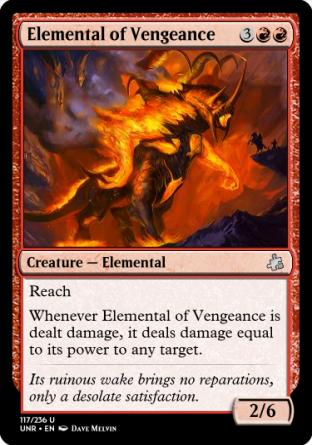 Elemental of Vengeance 3
Creature — Elemental
Reach
Whenever Elemental of Vengeance is
dealt damage, it deals damage equal
to its power to any target.
Its ruinous wake brings no reparations,
only a desolate satisfaction.
2/6
117/236 U
UNR • EN Dave Melvin